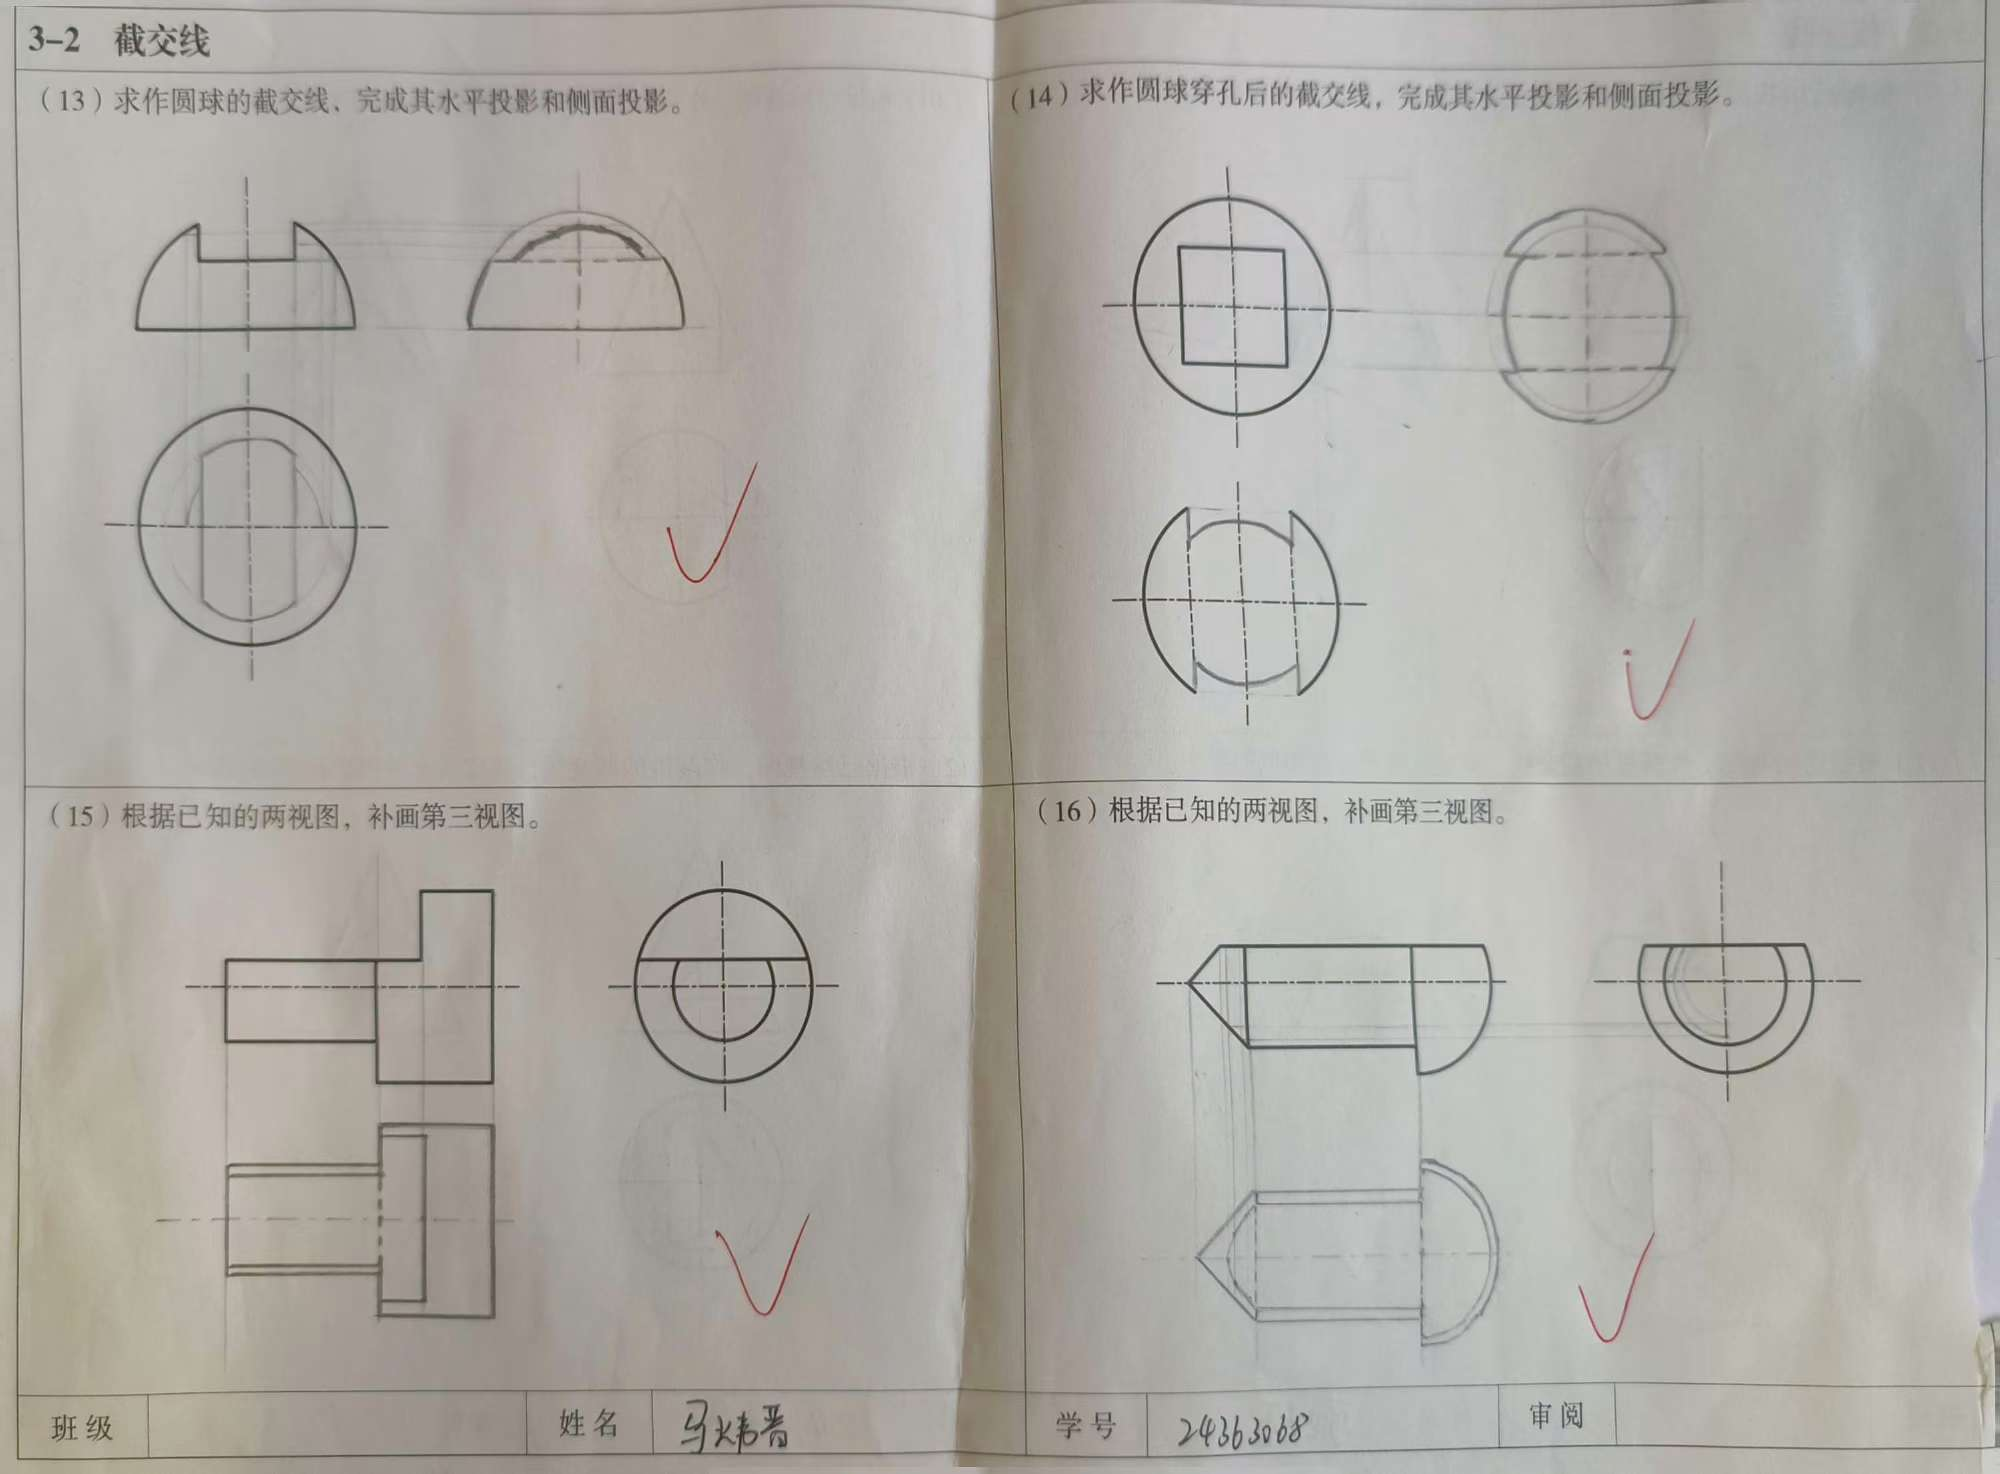 3-2 截交线
(13)求作圆球的截交线,完成其水平投影和侧面投影。
(14)求作圆球穿孔后的截交线,完成其水平投影和侧面投影。
(15)根据已知的两视图,补画第三视图。
(16)根据已知的两视图,补画第三视图。
班级
姓名 马炜晋
学号 24363068
审阅